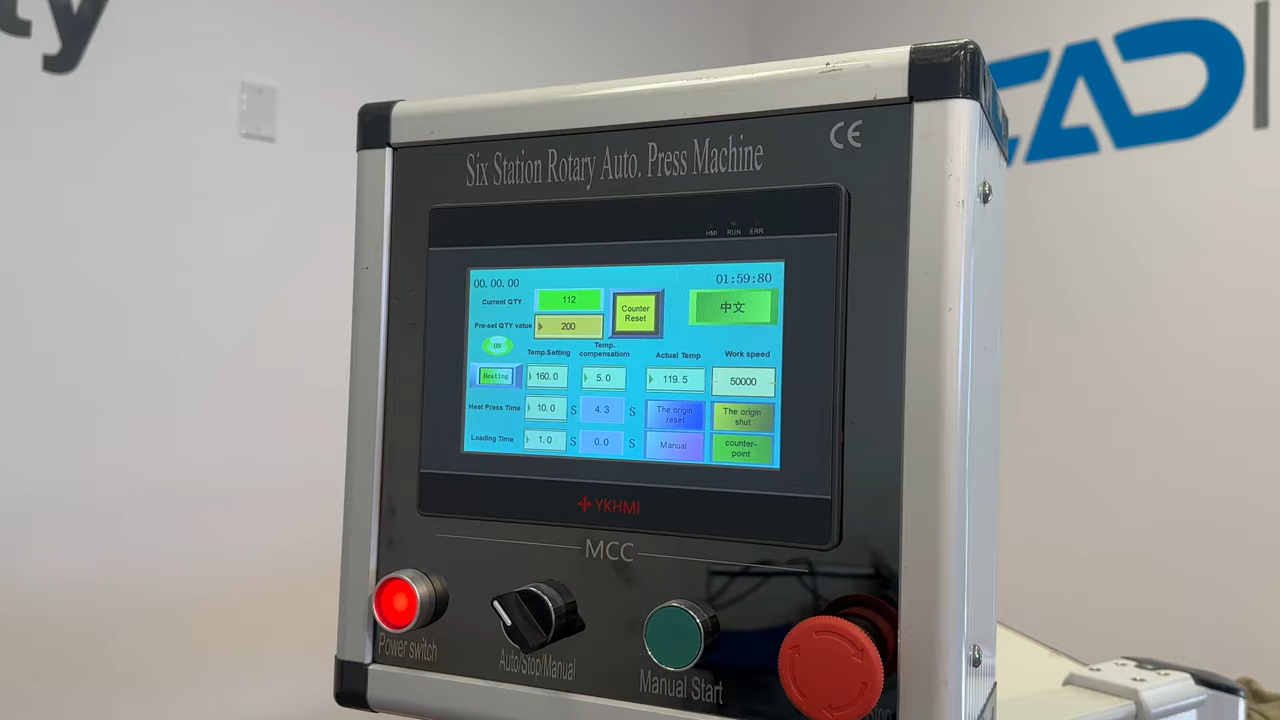 ty
CAD
CE
Six Station Rotary Auto. Press Machine
HMI RUN ERR
00.00.00
01:59:80
Current QTY
112
Counter
Reset
中文
Pre-set QTY value
200
ON
Temp.Setting
Temp.
compensatiom
Actual Temp
Work speed
Heating
160.0
5.0
119.5
50000
Heat Press Time
10.0
S
4.3
S
The origin
reset
The origin
shut
Loading Time
1.0
S
0.0
S
Manual
counter-
point
YKHMI
MCC
Power switch
Auto/Stop/Manual
Manual Start